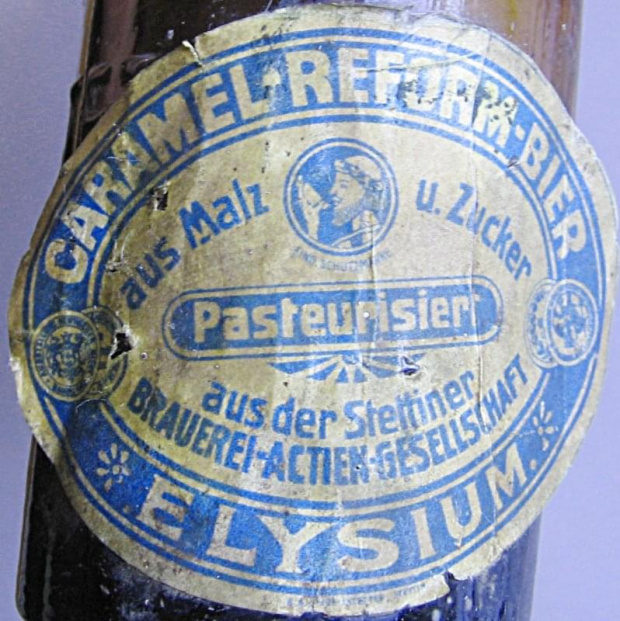 CARAMEL-REFORM-BIER
aus Malz u. Zucker
Pasteurisiert
aus der Stettiner
BRAUEREI-ACTIEN-GESELLSCHAFT
ELYSIUM.